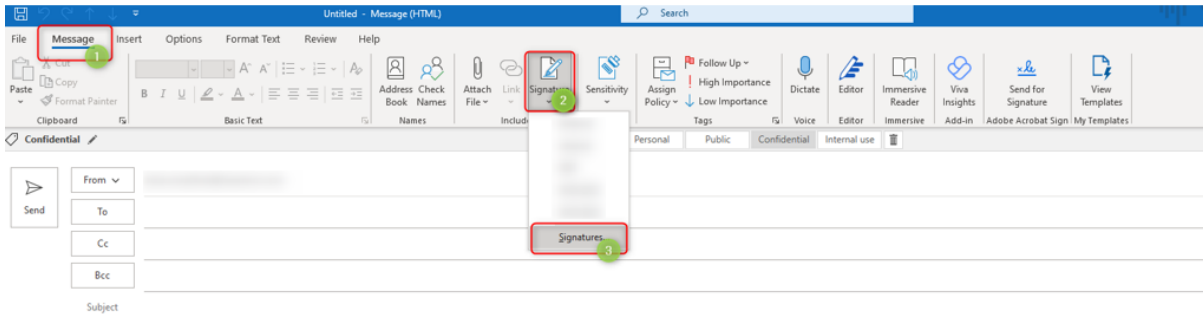 Untitled - Message (HTML)
Search
File Message Insert Options Format Text Review Help
1
Paste
Cut
Copy
Format Painter
Clipboard
B I U
Basic Text
Address Book
Check Names
Names
Attach File
Link
Signature
2
Include
Sensitivity
Assign Policy
Follow Up
High Importance
Low Importance
Tags
Dictate
Voice
Editor
Editor
Immersive Reader
Immersive
Viva Insights
Add-in
Send for Signature
Adobe Acrobat Sign
View Templates
My Templates
Confidential
Personal Public Confidential Internal use
Signatures...
3
Send
From
To
Cc
Bcc
Subject